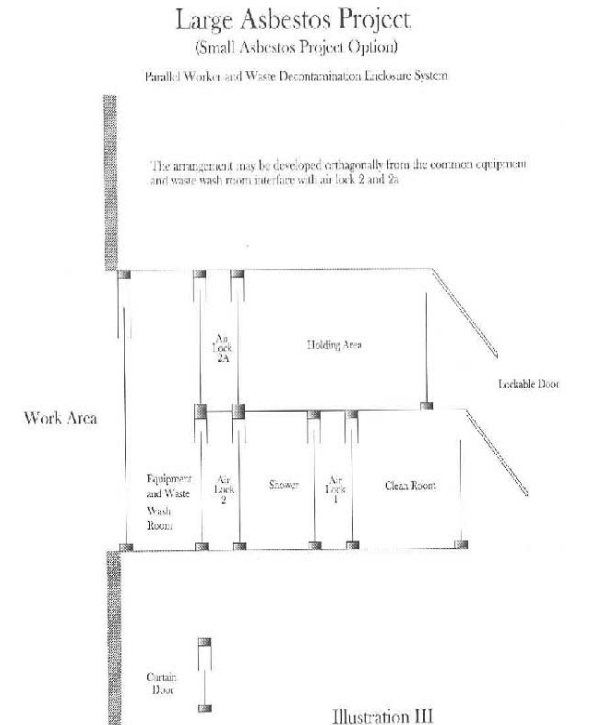 Large Asbestos Project
(Small Asbestos Project Option)
Parallel Worker and Waste Decontamination Enclosure System
The arrangement may be developed orthagonally from the common equipment
and waste wash room interface with air lock 2 and 2a
Air
Lock
2A
Holding Area
Lockable Door
Work Area
Equipment
and Waste
Wash
Room
Air
Lock
2
Shower
Air
Lock
1
Clean Room
Curtain
Door
Illustration III